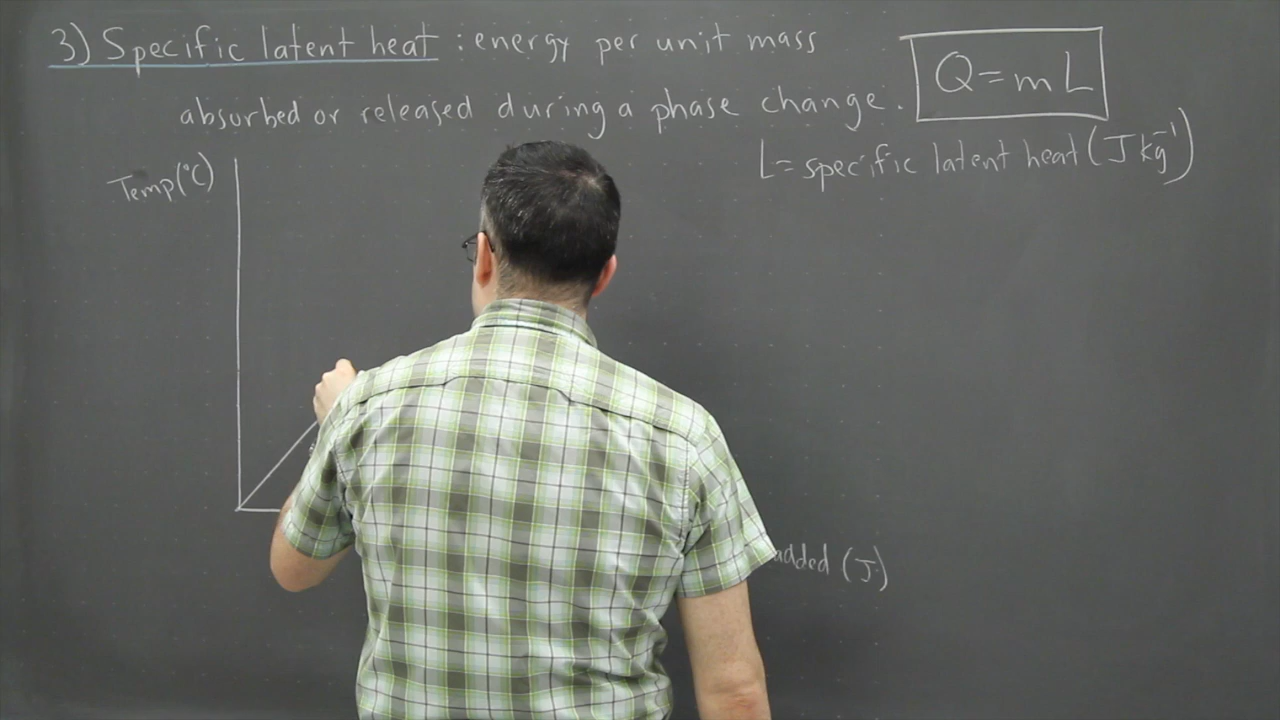 3) Specific latent heat : energy per unit mass
absorbed or released during a phase change.
Q = mL
L = specific latent heat (J kg⁻¹)
Temp (°C)
added (J)